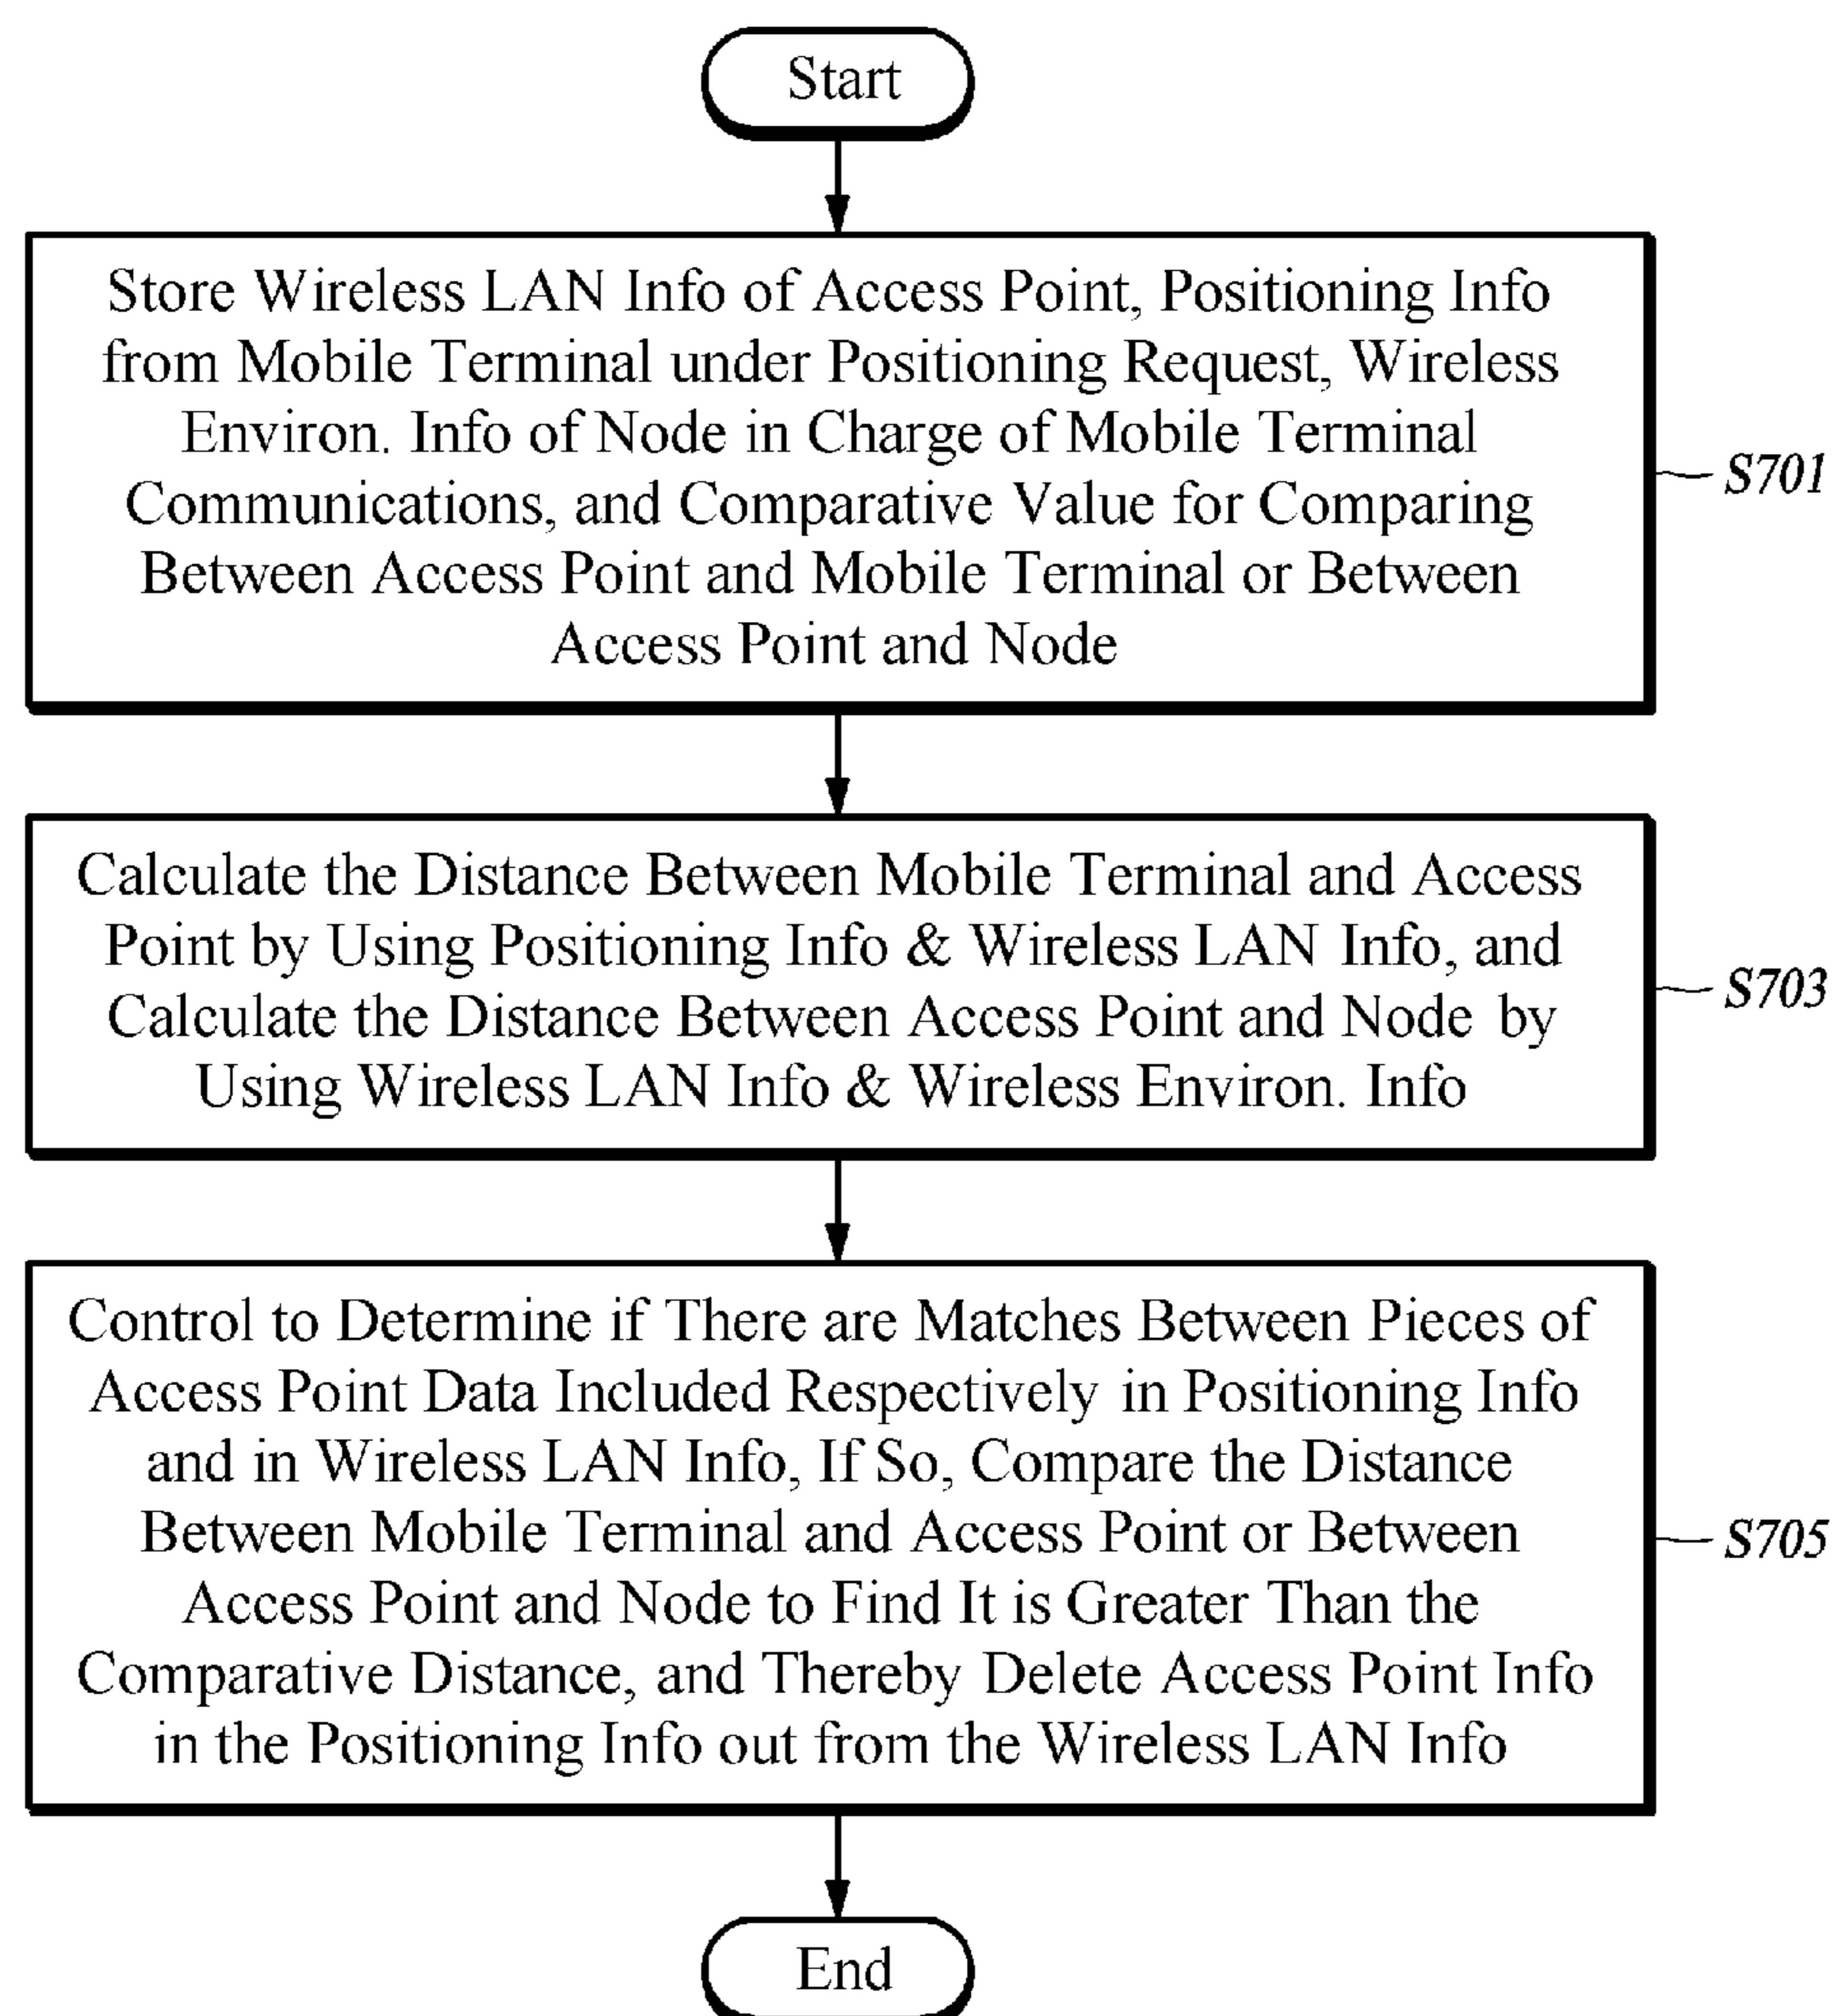 Start
Store Wireless LAN Info of Access Point, Positioning Info
from Mobile Terminal under Positioning Request, Wireless
Environ. Info of Node in Charge of Mobile Terminal
Communications, and Comparative Value for Comparing
Between Access Point and Mobile Terminal or Between
Access Point and Node
S701
Calculate the Distance Between Mobile Terminal and Access
Point by Using Positioning Info & Wireless LAN Info, and
Calculate the Distance Between Access Point and Node by
Using Wireless LAN Info & Wireless Environ. Info
S703
Control to Determine if There are Matches Between Pieces of
Access Point Data Included Respectively in Positioning Info
and in Wireless LAN Info, If So, Compare the Distance
Between Mobile Terminal and Access Point or Between
Access Point and Node to Find It is Greater Than the
Comparative Distance, and Thereby Delete Access Point Info
in the Positioning Info out from the Wireless LAN Info
S705
End